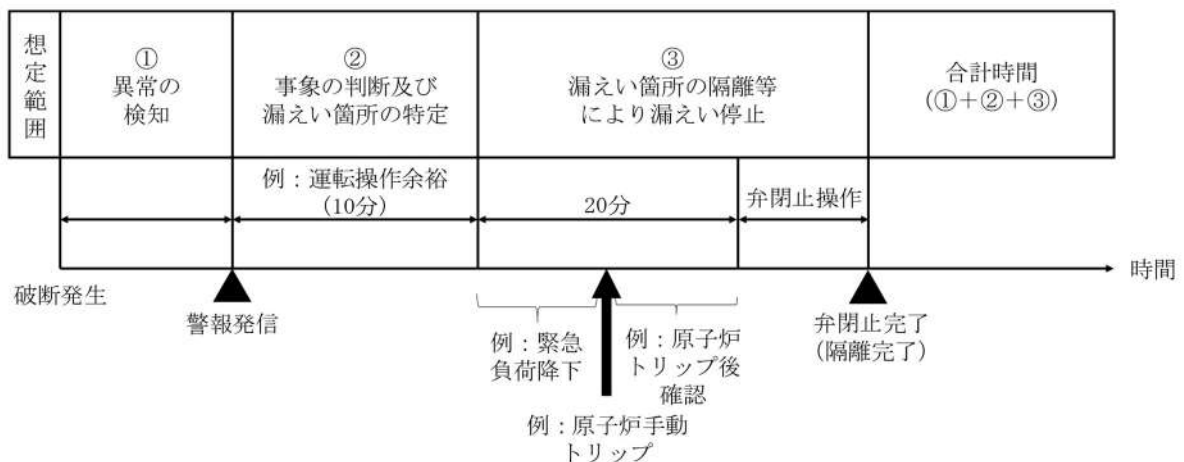 想定範囲
①
異常の
検知
②
事象の判断及び
漏えい箇所の特定
③
漏えい箇所の隔離等
により漏えい停止
合計時間
(①＋②＋③)
例：運転操作余裕
(10分)
20分
弁閉止操作
時間
破断発生
警報発信
例：緊急
負荷降下
例：原子炉
トリップ後
確認
弁閉止完了
(隔離完了)
例：原子炉手動
トリップ